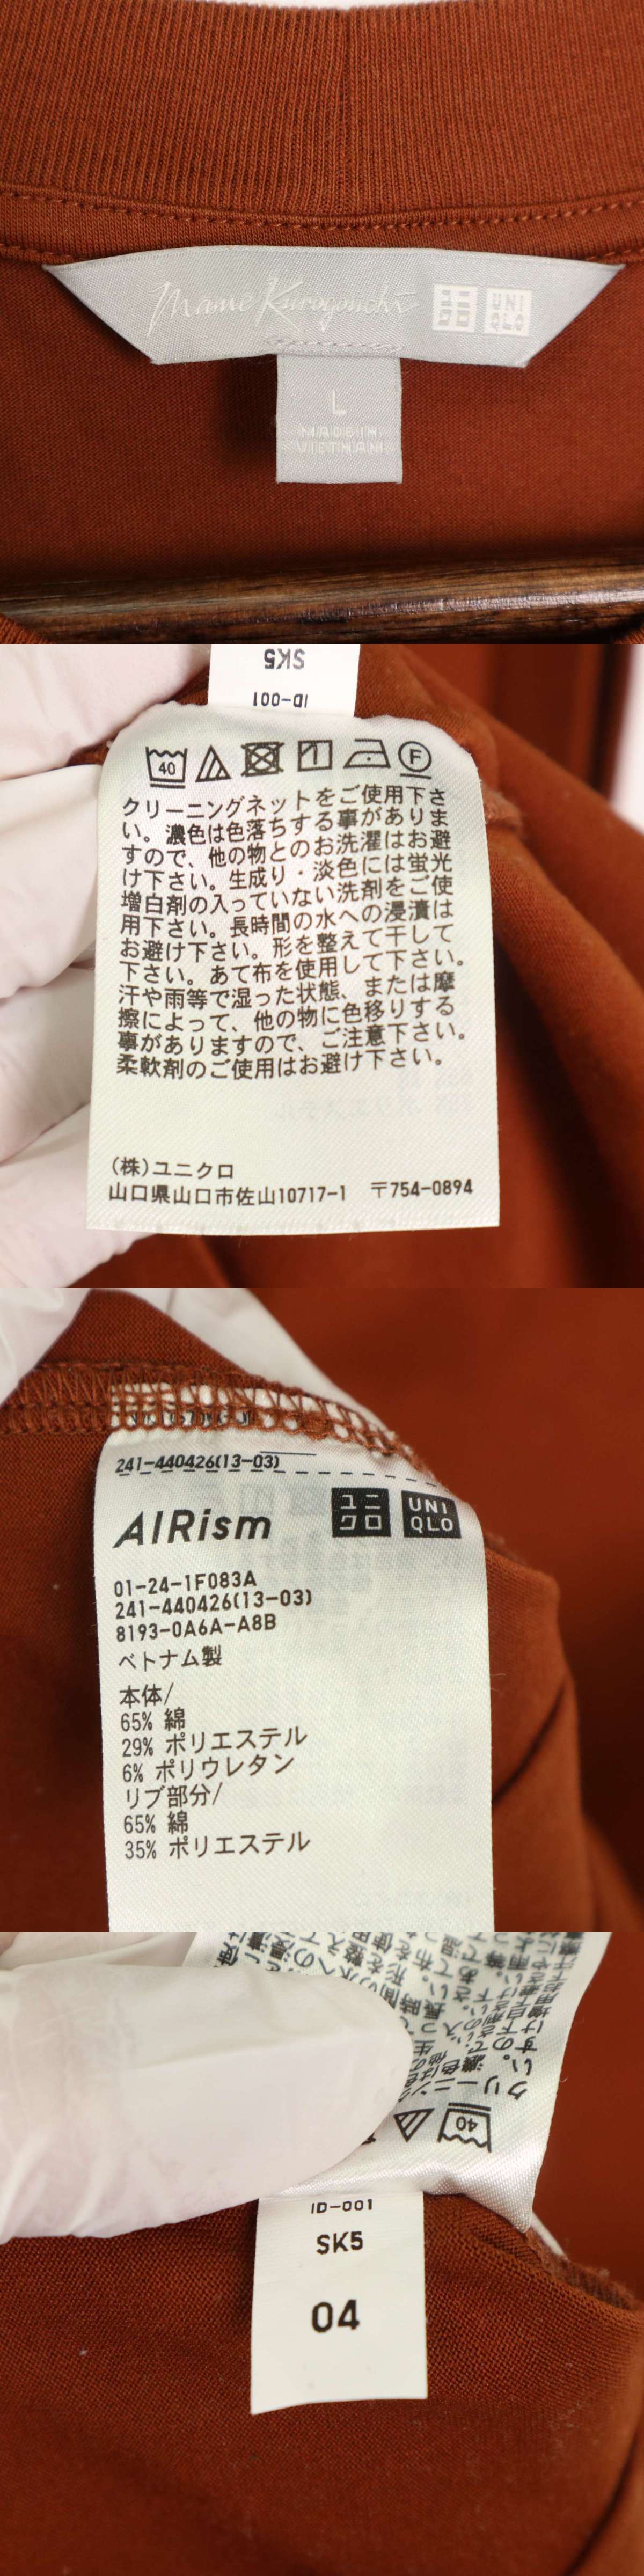 Mame Kurogouchi
ユニ
クロ
UNI
QLO
L
MADE IN
VIETNAM
SK5
ID-001
40
F
クリーニングネットをご使用下さ
い。濃色は色落ちする事がありま
すので、他の物とのお洗濯はお避
け下さい。生成り・淡色には蛍光
増白剤の入っていない洗剤をご使
用下さい。長時間の水への浸漬は
お避け下さい。形を整えて干して
下さい。あて布を使用して下さい。
汗や雨等で湿った状態、または摩
擦によって、他の物に色移りする
事がありますので、ご注意下さい。
柔軟剤のご使用はお避け下さい。
(株)ユニクロ
山口県山口市佐山10717-1 〒754-0894
241-440426(13-03)
AIRism
ユニ
クロ
UNI
QLO
01-24-1F083A
241-440426(13-03)
8193-0A6A-A8B
ベトナム製
本体/
65% 綿
29% ポリエステル
6% ポリウレタン
リブ部分/
65% 綿
35% ポリエステル
40
ID-001
SK5
04